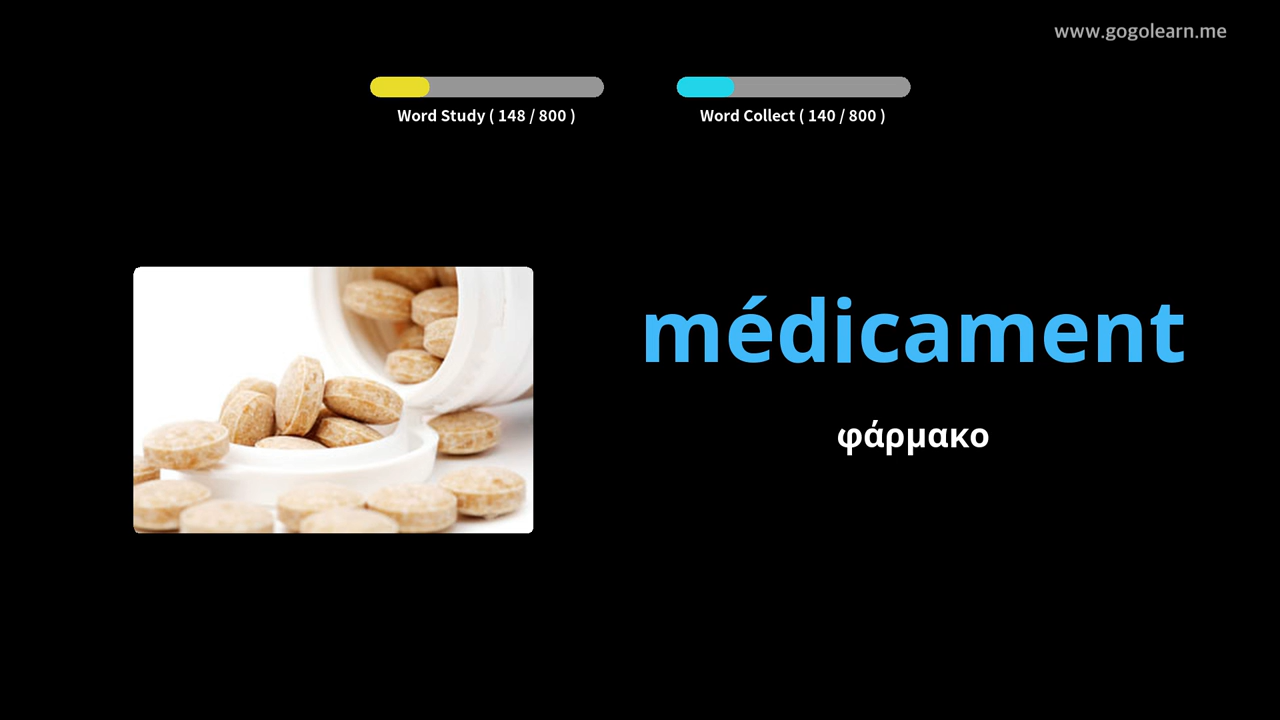 www.gogolearn.me
Word Study ( 148 / 800 )
Word Collect ( 140 / 800 )
médicament
φάρμακο